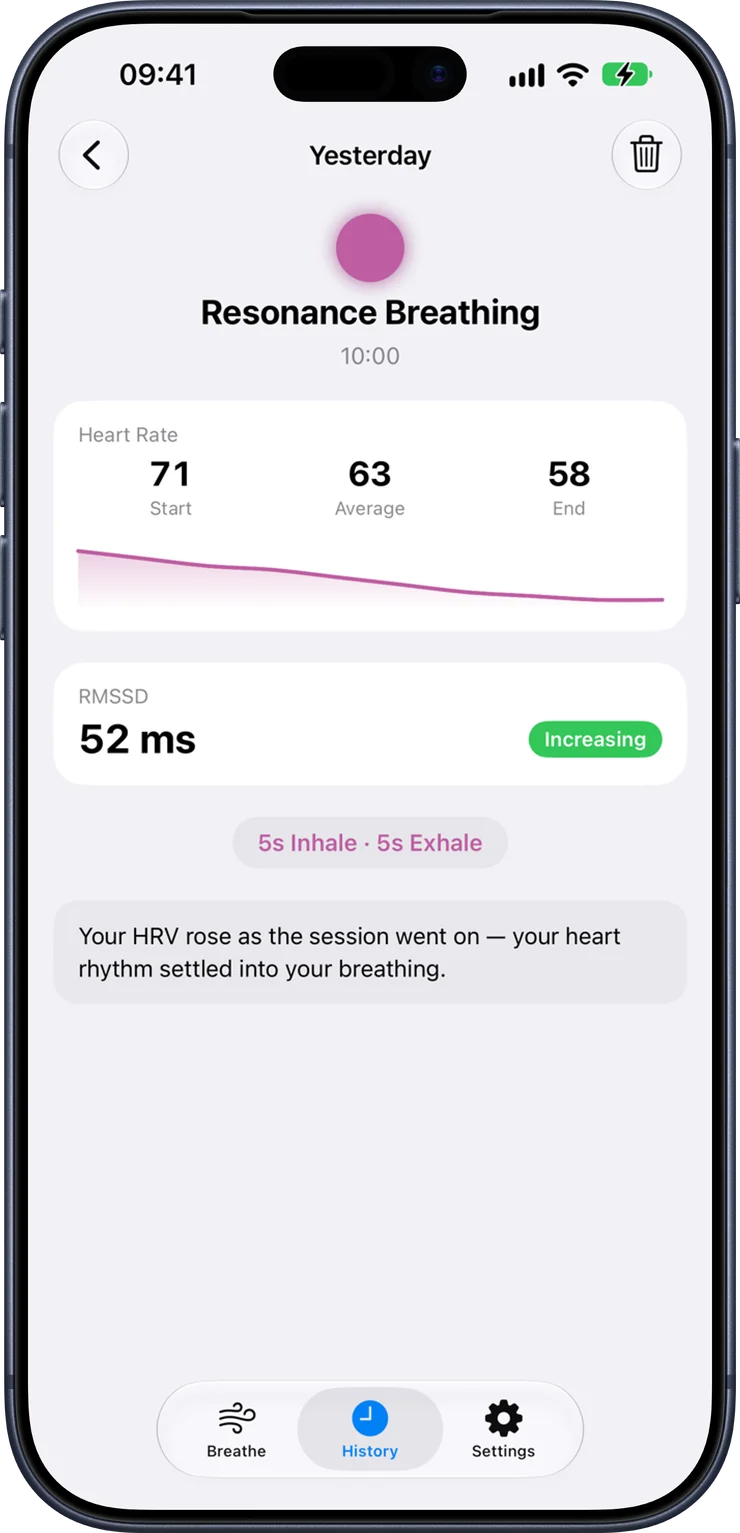 09:41
Yesterday
Resonance Breathing
10:00
Heart Rate
71 63 58
Start Average End
RMSSD
52 ms
Increasing
5s Inhale · 5s Exhale
Your HRV rose as the session went on — your heart
rhythm settled into your breathing.
Breathe History Settings